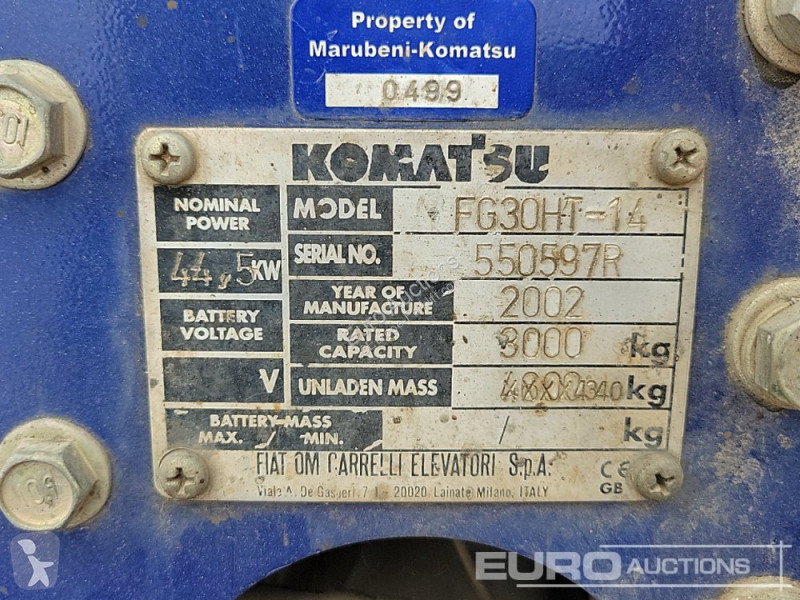 Property of
Marubeni-Komatsu
0499
KOMATSU
NOMINAL
POWER
MODEL FG30HT-14
44,5 KW
SERIAL NO. 550597R
BATTERY
VOLTAGE
YEAR OF
MANUFACTURE 2002
RATED
CAPACITY 3000 kg
V
UNLADEN MASS 4340 kg
BATTERY MASS
MAX. / MIN. / kg
FIAT OM CARRELLI ELEVATORI S.p.A.
Viale A. De Gasperi, 7 - 20020 Lainate, Milano, ITALY
CE
GB
EURO AUCTIONS